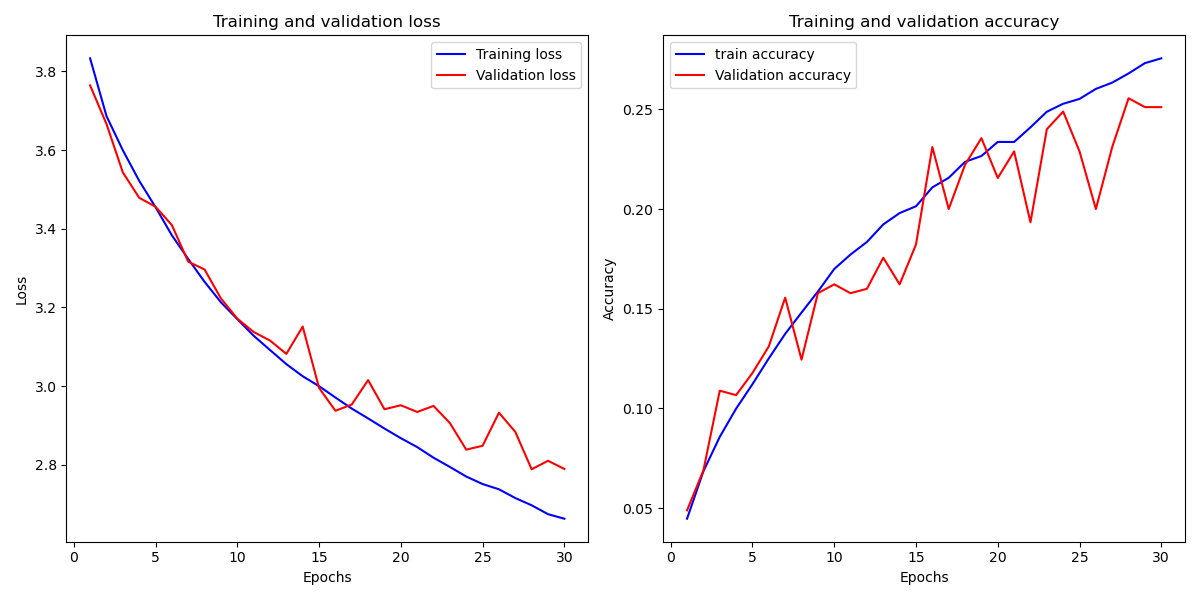 Training and validation loss
Training loss
Validation loss
3.8
3.6
3.4
3.2
3.0
2.8
Loss
0 5 10 15 20 25 30
Epochs
Training and validation accuracy
train accuracy
Validation accuracy
0.25
0.20
0.15
0.10
0.05
Accuracy
0 5 10 15 20 25 30
Epochs